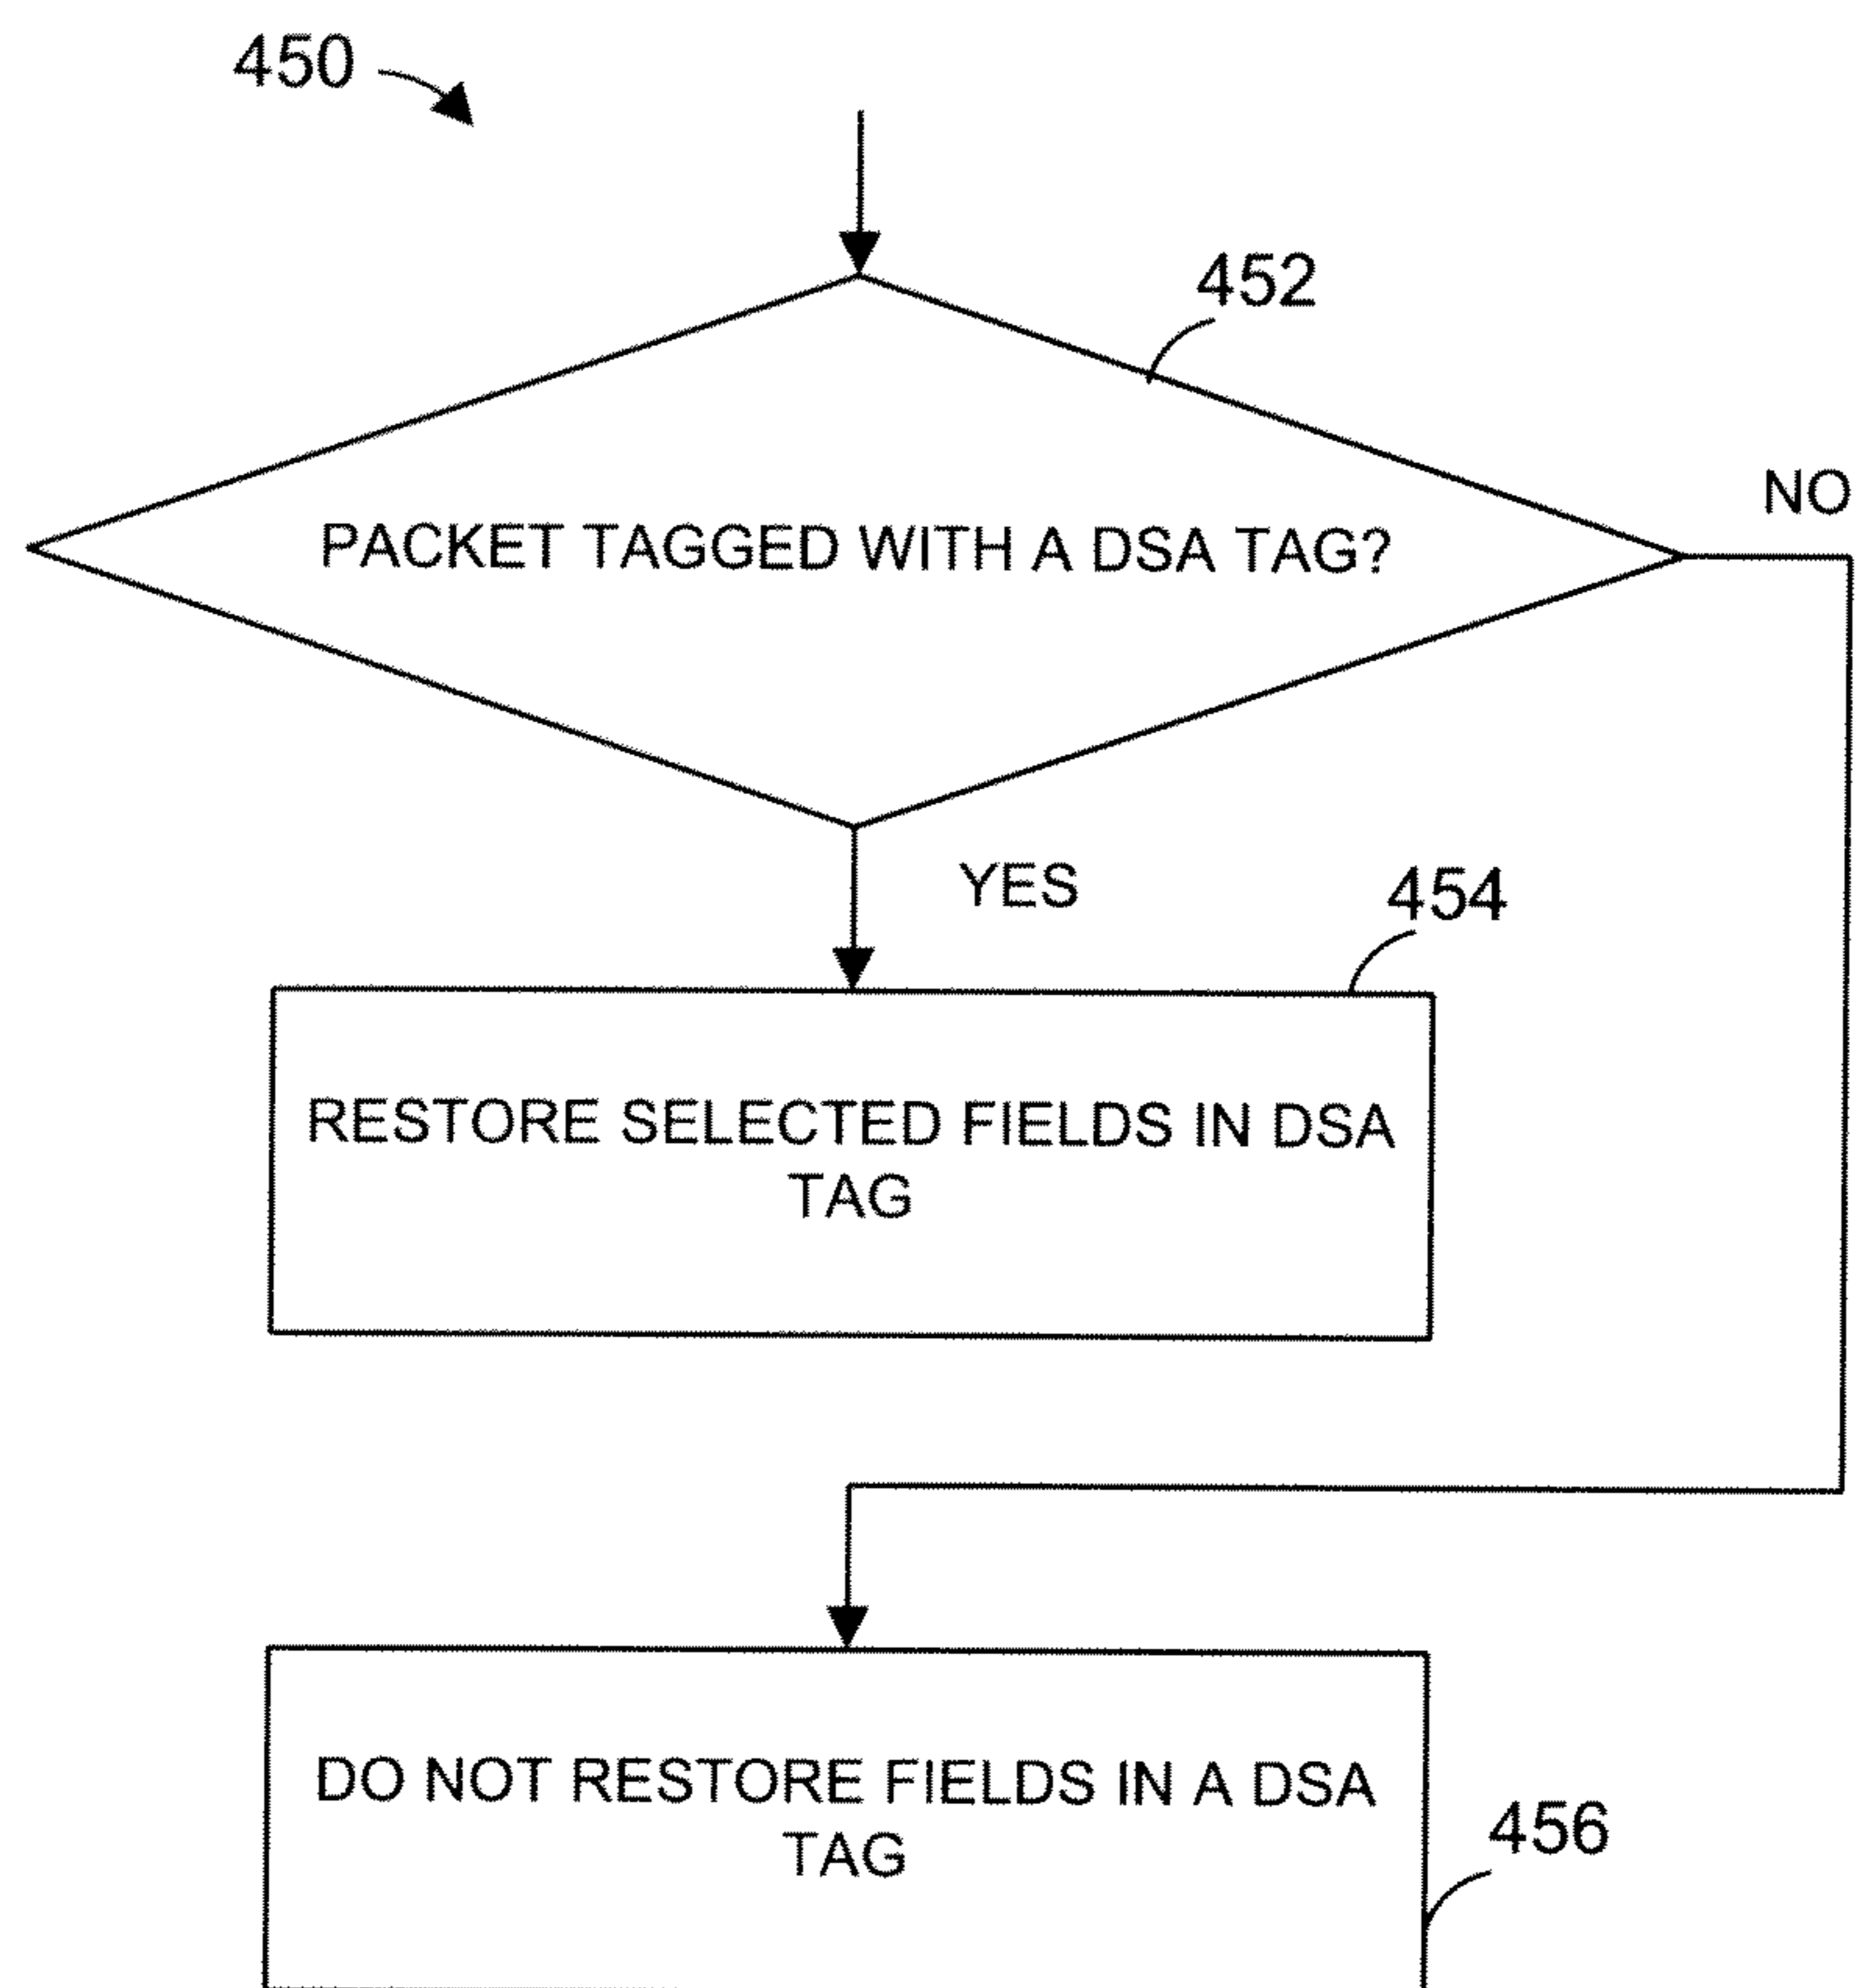 450
452
PACKET TAGGED WITH A DSA TAG?
NO
YES
454
RESTORE SELECTED FIELDS IN DSA
TAG
DO NOT RESTORE FIELDS IN A DSA
TAG
456